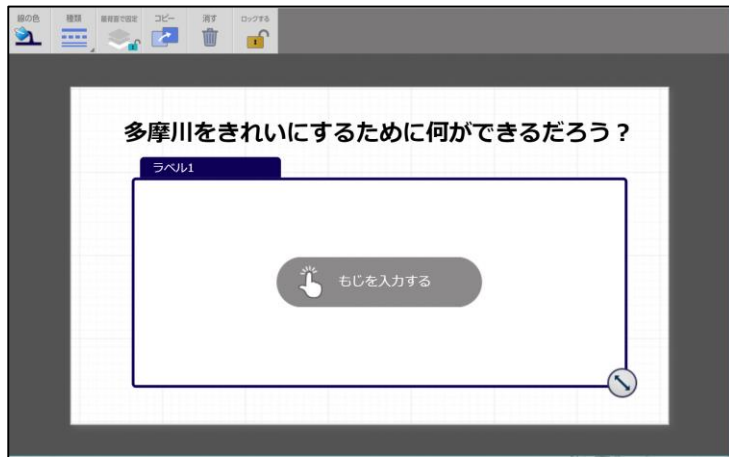 線の色
種類
最背面で固定
コピー
消す
ロックする
多摩川をきれいにするために何ができるだろう？
ラベル1
もじを入力する